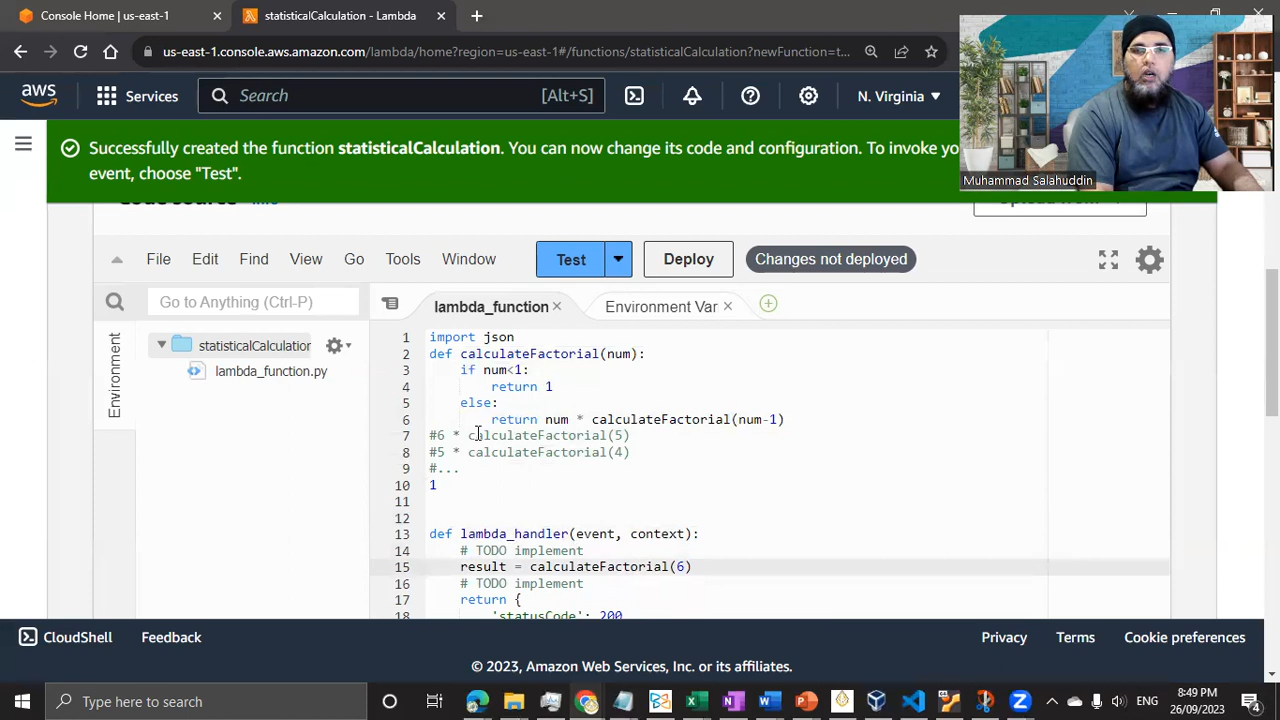 Console Home | us-east-1
statisticalCalculation - Lambda
us-east-1.console.aws.amazon.com/lambda/home?region=us-east-1#/functions/statisticalCalculation?newFunction=t...
aws
Services
Search
[Alt+S]
N. Virginia
Muhammad Salahuddin
Successfully created the function statisticalCalculation. You can now change its code and configuration. To invoke yo
event, choose "Test".
File
Edit
Find
View
Go
Tools
Window
Test
Deploy
Changes not deployed
Go to Anything (Ctrl-P)
lambda_function
Environment Var
Environment
statisticalCalculation
lambda_function.py
1 import json
2 def calculateFactorial(num):
3 if num<1:
4 return 1
5 else:
6 return num * calculateFactorial(num-1)
7 #6 * calculateFactorial(5)
8 #5 * calculateFactorial(4)
9 #...
10 1
11
12
13 def lambda_handler(event, context):
14 # TODO implement
15 result = calculateFactorial(6)
16 # TODO implement
17 return {
18 'statusCode': 200
CloudShell
Feedback
Privacy
Terms
Cookie preferences
© 2023, Amazon Web Services, Inc. or its affiliates.
Type here to search
ENG
8:49 PM
26/09/2023
4